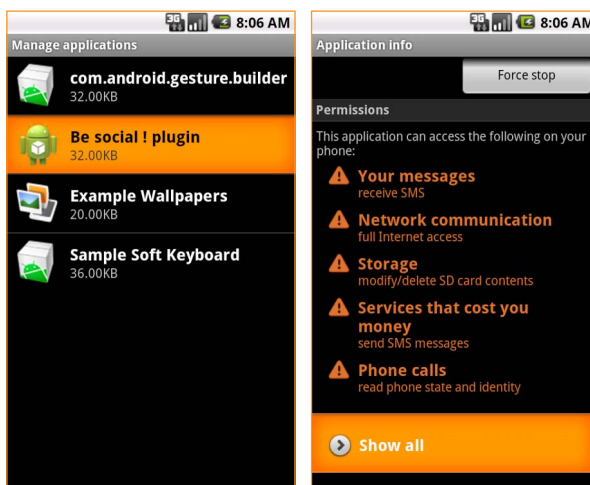 3G 8:06 AM
Manage applications
com.android.gesture.builder
32.00KB
Be social ! plugin
32.00KB
Example Wallpapers
20.00KB
Sample Soft Keyboard
36.00KB
3G 8:06 AM
Application info
Force stop
Permissions
This application can access the following on your
phone:
Your messages
receive SMS
Network communication
full Internet access
Storage
modify/delete SD card contents
Services that cost you
money
send SMS messages
Phone calls
read phone state and identity
Show all